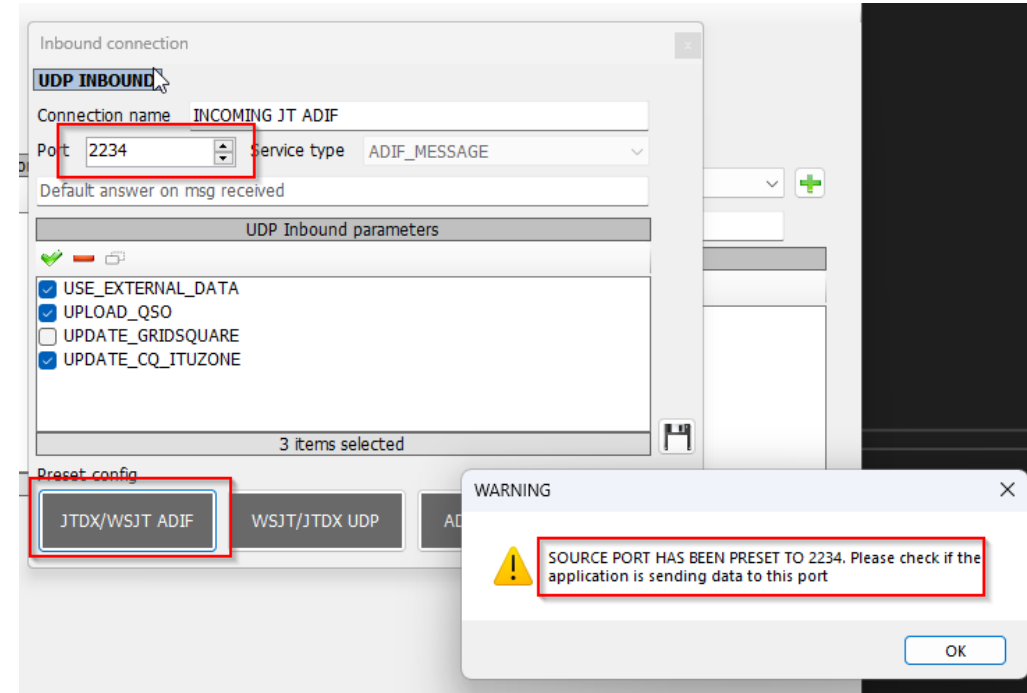 Inbound connection
UDP INBOUND
Connection name INCOMING JT ADIF
Port 2234 Service type ADIF_MESSAGE
Default answer on msg received
UDP Inbound parameters
USE_EXTERNAL_DATA
UPLOAD_QSO
UPDATE_GRIDSQUARE
UPDATE_CQ_ITUZONE
3 items selected
Preset config
JTDX/WSJT ADIF WSJT/JTDX UDP
WARNING
SOURCE PORT HAS BEEN PRESET TO 2234. Please check if the
application is sending data to this port
OK